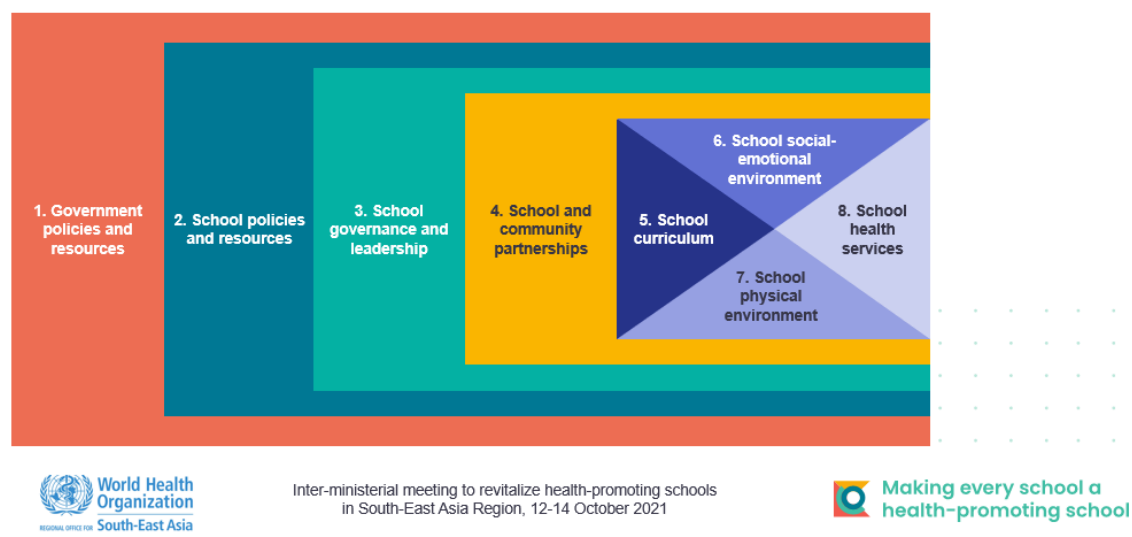 1. Government
policies and
resources
2. School policies
and resources
3. School
governance and
leadership
4. School and
community
partnerships
5. School
curriculum
6. School social-
emotional
environment
7. School
physical
environment
8. School
health
services
World Health
Organization
REGIONAL OFFICE FOR South-East Asia
Inter-ministerial meeting to revitalize health-promoting schools
in South-East Asia Region, 12-14 October 2021
Making every school a
health-promoting school